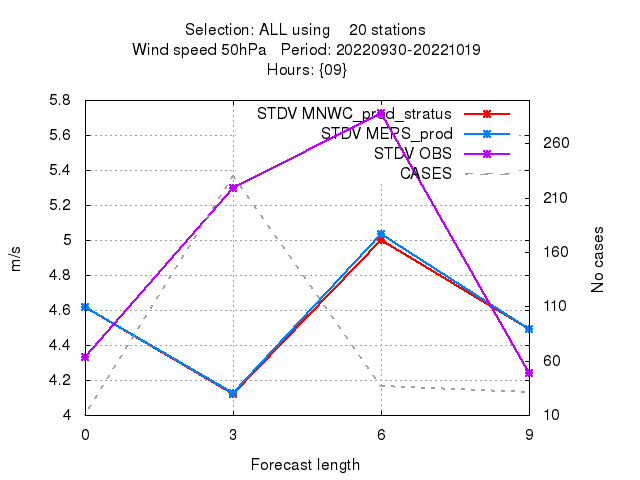 Selection: ALL using 20 stations
Wind speed 50hPa Period: 20220930-20221019
Hours: {09}
STDV MNWC_prod_stratus
STDV MEPS_prod
STDV OBS
CASES
5.8
5.6
5.4
5.2
5
4.8
4.6
4.4
4.2
4
m/s
260
210
160
110
60
10
No cases
0 3 6 9
Forecast length